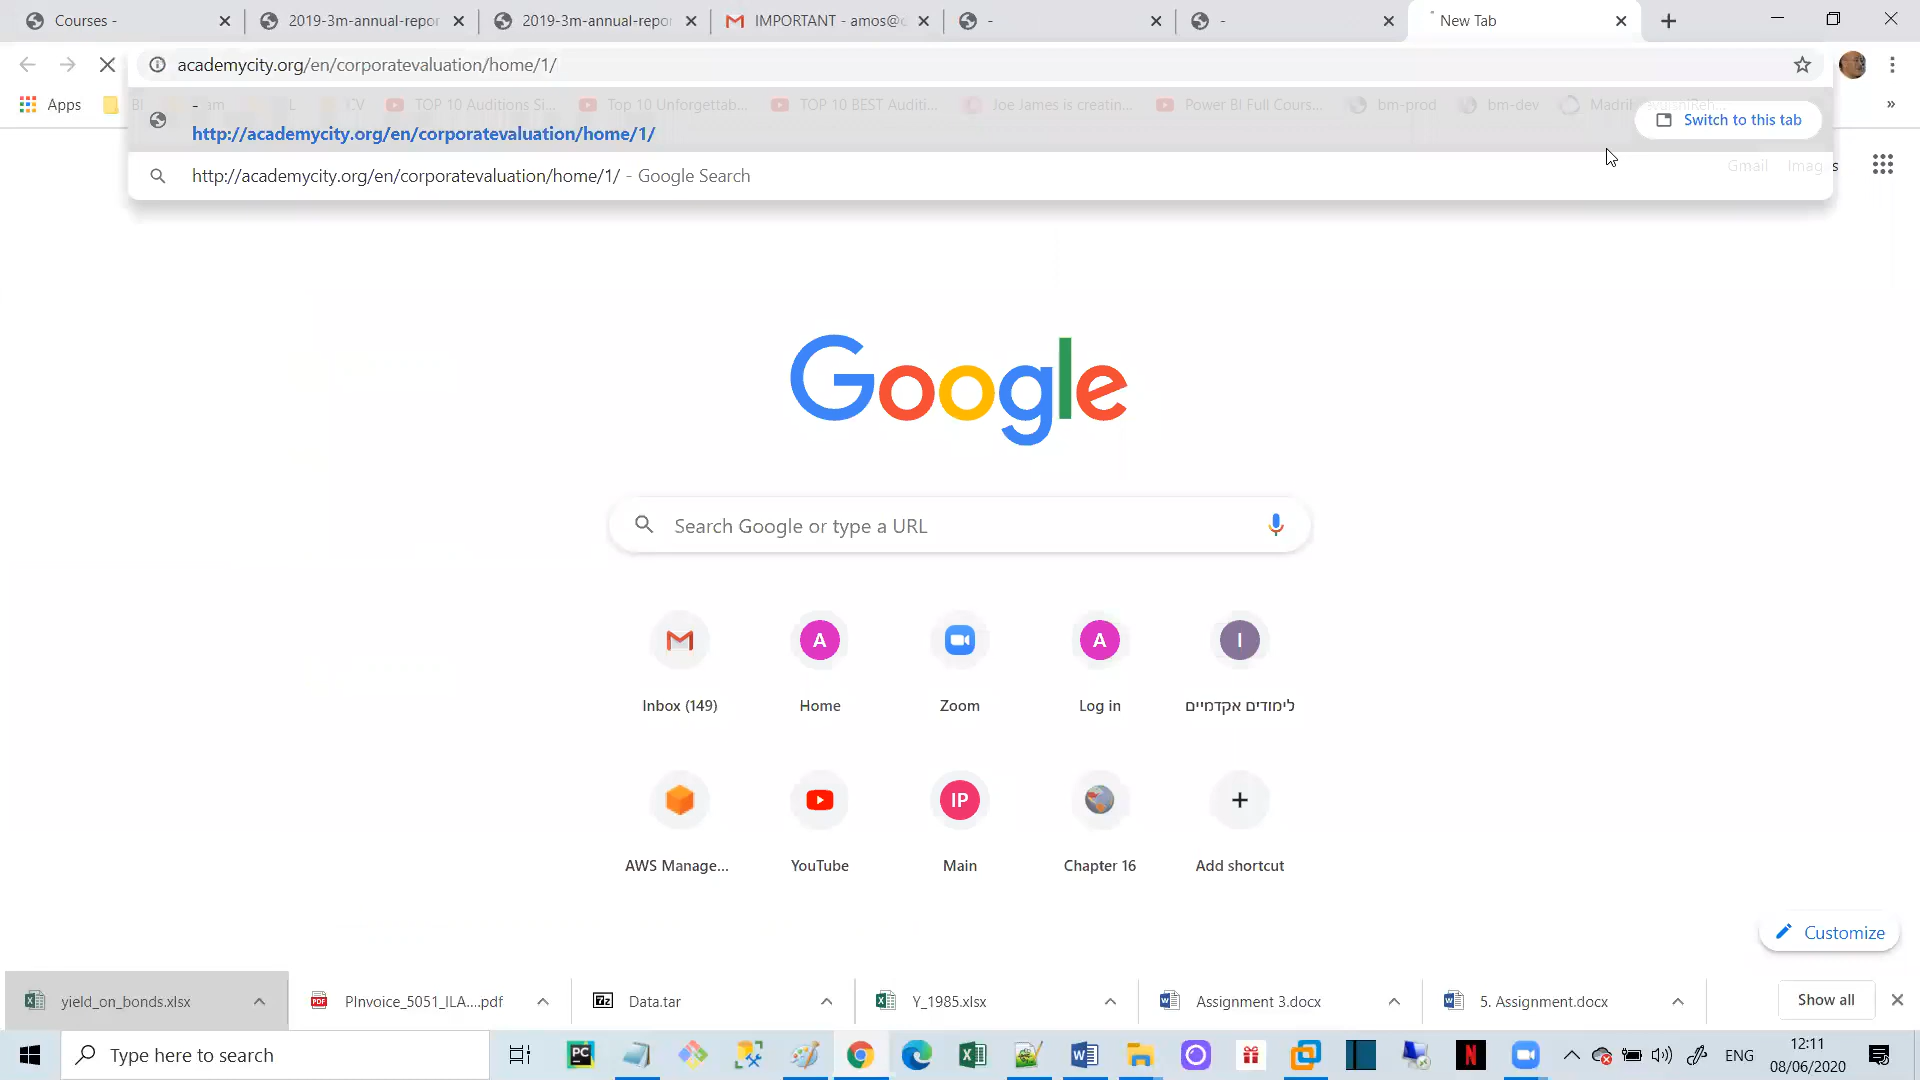 Courses -
2019-3m-annual-repor
2019-3m-annual-repor
IMPORTANT - amos@
-
-
New Tab
academycity.org/en/corporatevaluation/home/1/
Apps
TOP 10 Auditions Si...
Top 10 Unforgettab...
TOP 10 BEST Auditi...
Joe James is creatin...
Power BI Full Cours...
bm-prod
bm-dev
»
-
http://academycity.org/en/corporatevaluation/home/1/
Switch to this tab
http://academycity.org/en/corporatevaluation/home/1/ - Google Search
Gmail
Images
Google
Search Google or type a URL
Inbox (149)
A
Home
Zoom
A
Log in
I
לימודים אקדמיים
AWS Manage...
YouTube
IP
Main
Chapter 16
Add shortcut
Customize
yield_on_bonds.xlsx
PInvoice_5051_ILA....pdf
Data.tar
Y_1985.xlsx
Assignment 3.docx
5. Assignment.docx
Show all
Type here to search
ENG
12:11
08/06/2020